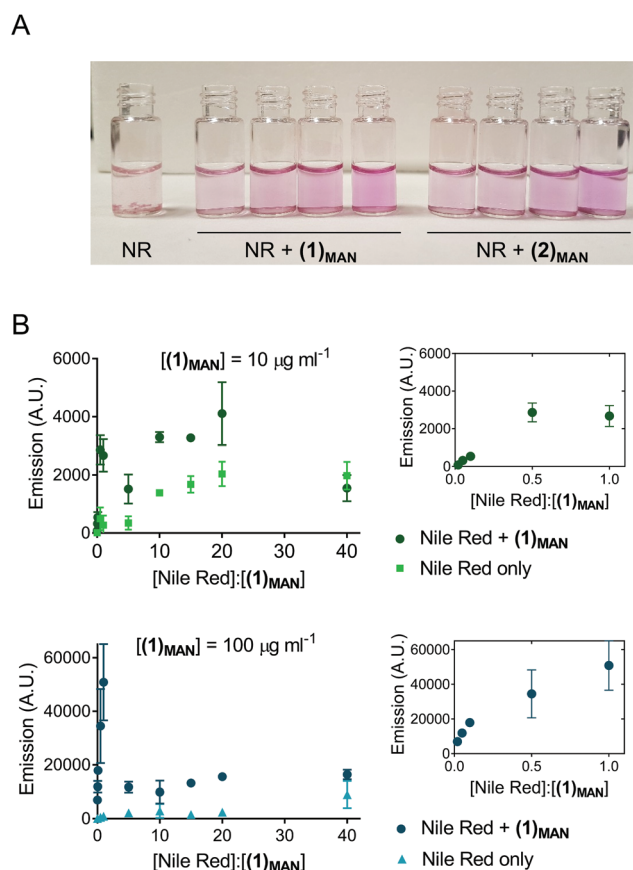 A
NR
NR + (1)MAN
NR + (2)MAN
B
[(1)MAN] = 10 μg ml-1
Emission (A.U.)
6000
4000
2000
0
0
10
20
30
40
[Nile Red]:[(1)MAN]
Emission (A.U.)
6000
4000
2000
0
0.0
0.5
1.0
[Nile Red]:[(1)MAN]
Nile Red + (1)MAN
Nile Red only
[(1)MAN] = 100 μg ml-1
Emission (A.U.)
60000
40000
20000
0
0
10
20
30
40
[Nile Red]:[(1)MAN]
Emission (A.U.)
60000
40000
20000
0
0.0
0.5
1.0
[Nile Red]:[(1)MAN]
Nile Red + (1)MAN
Nile Red only